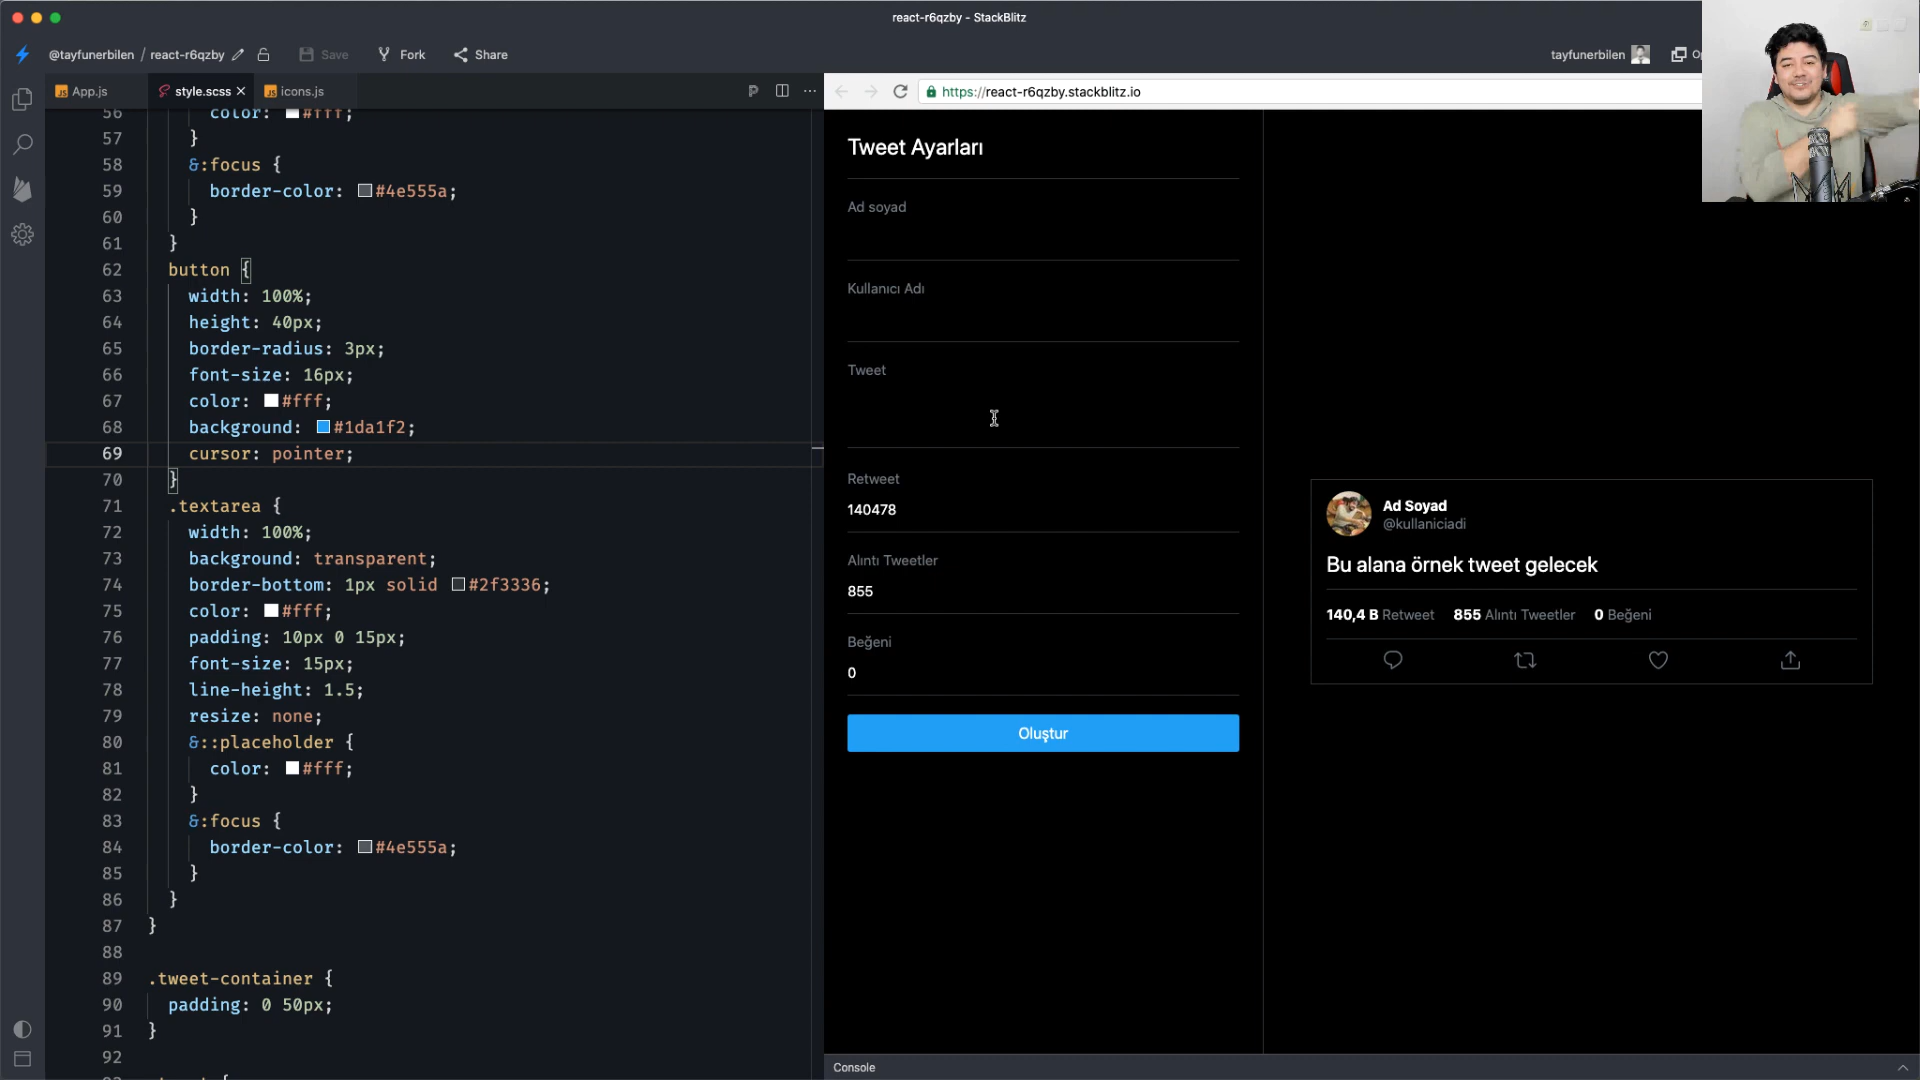 react-r6qzby - StackBlitz
@tayfunerbilen / react-r6qzby
Save
Fork
Share
tayfunerbilen
App.js
style.scss
icons.js
https://react-r6qzby.stackblitz.io
56 color: #fff;
57 }
58 &:focus {
59 border-color: #4e555a;
60 }
61 }
62 button {
63 width: 100%;
64 height: 40px;
65 border-radius: 3px;
66 font-size: 16px;
67 color: #fff;
68 background: #1da1f2;
69 cursor: pointer;
70 }
71 .textarea {
72 width: 100%;
73 background: transparent;
74 border-bottom: 1px solid #2f3336;
75 color: #fff;
76 padding: 10px 0 15px;
77 font-size: 15px;
78 line-height: 1.5;
79 resize: none;
80 &::placeholder {
81 color: #fff;
82 }
83 &:focus {
84 border-color: #4e555a;
85 }
86 }
87 }
88
89 .tweet-container {
90 padding: 0 50px;
91 }
92
Tweet Ayarları
Ad soyad
Kullanıcı Adı
Tweet
Retweet
140478
Alıntı Tweetler
855
Beğeni
0
Oluştur
Ad Soyad
@kullaniciadi
Bu alana örnek tweet gelecek
140,4 B Retweet 855 Alıntı Tweetler 0 Beğeni
Console